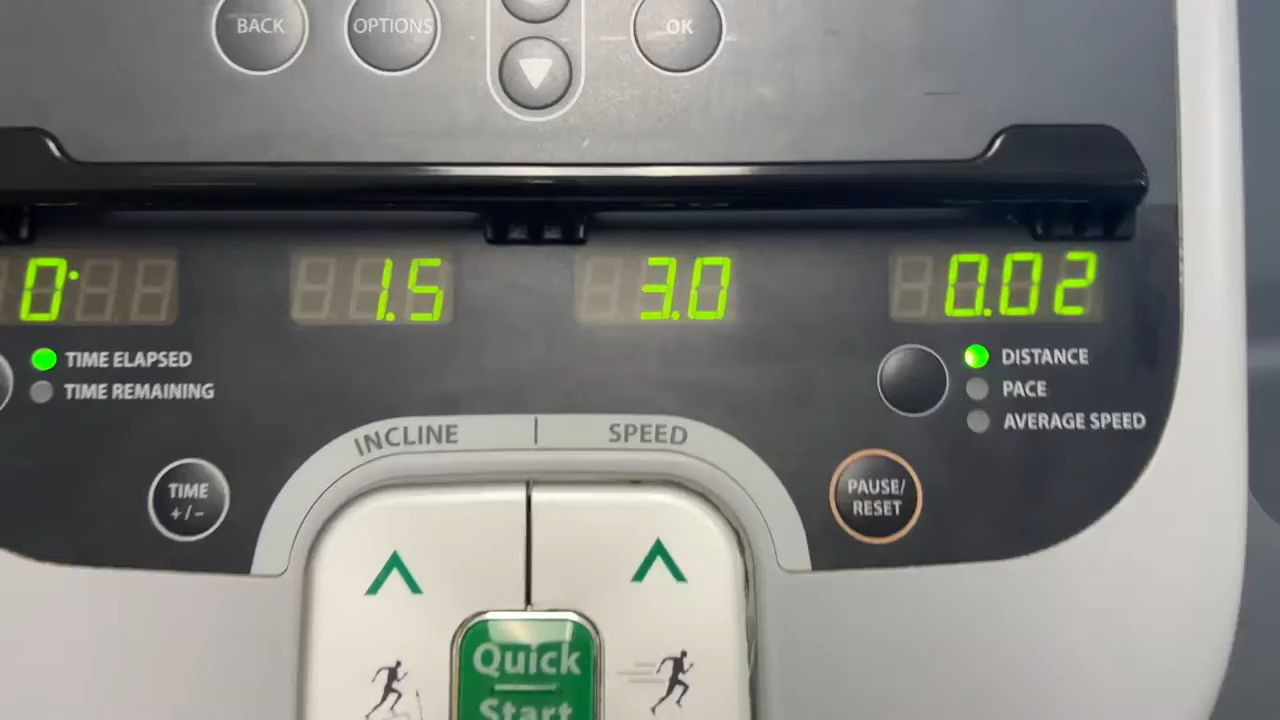 BACK OPTIONS OK
0 1.5 3.0 0.02
TIME ELAPSED
TIME REMAINING
DISTANCE
PACE
AVERAGE SPEED
INCLINE SPEED
TIME
+/-
PAUSE/
RESET
Quick
Start